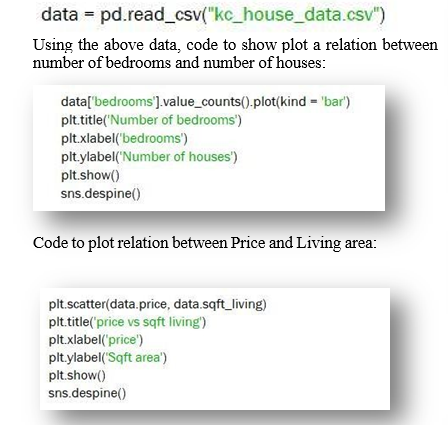 data = pd.read_csv("kc_house_data.csv")
Using the above data, code to show plot a relation between
number of bedrooms and number of houses:
data['bedrooms'].value_counts().plot(kind = 'bar')
plt.title('Number of bedrooms')
plt.xlabel('bedrooms')
plt.ylabel('Number of houses')
plt.show()
sns.despine()
Code to plot relation between Price and Living area:
plt.scatter(data.price, data.sqft_living)
plt.title('price vs sqft living')
plt.xlabel('price')
plt.ylabel('Sqft area')
plt.show()
sns.despine()